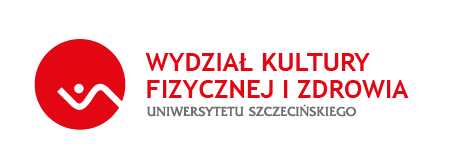 WYDZIAŁ KULTURY
FIZYCZNEJ I ZDROWIA
UNIWERSYTETU SZCZECIŃSKIEGO